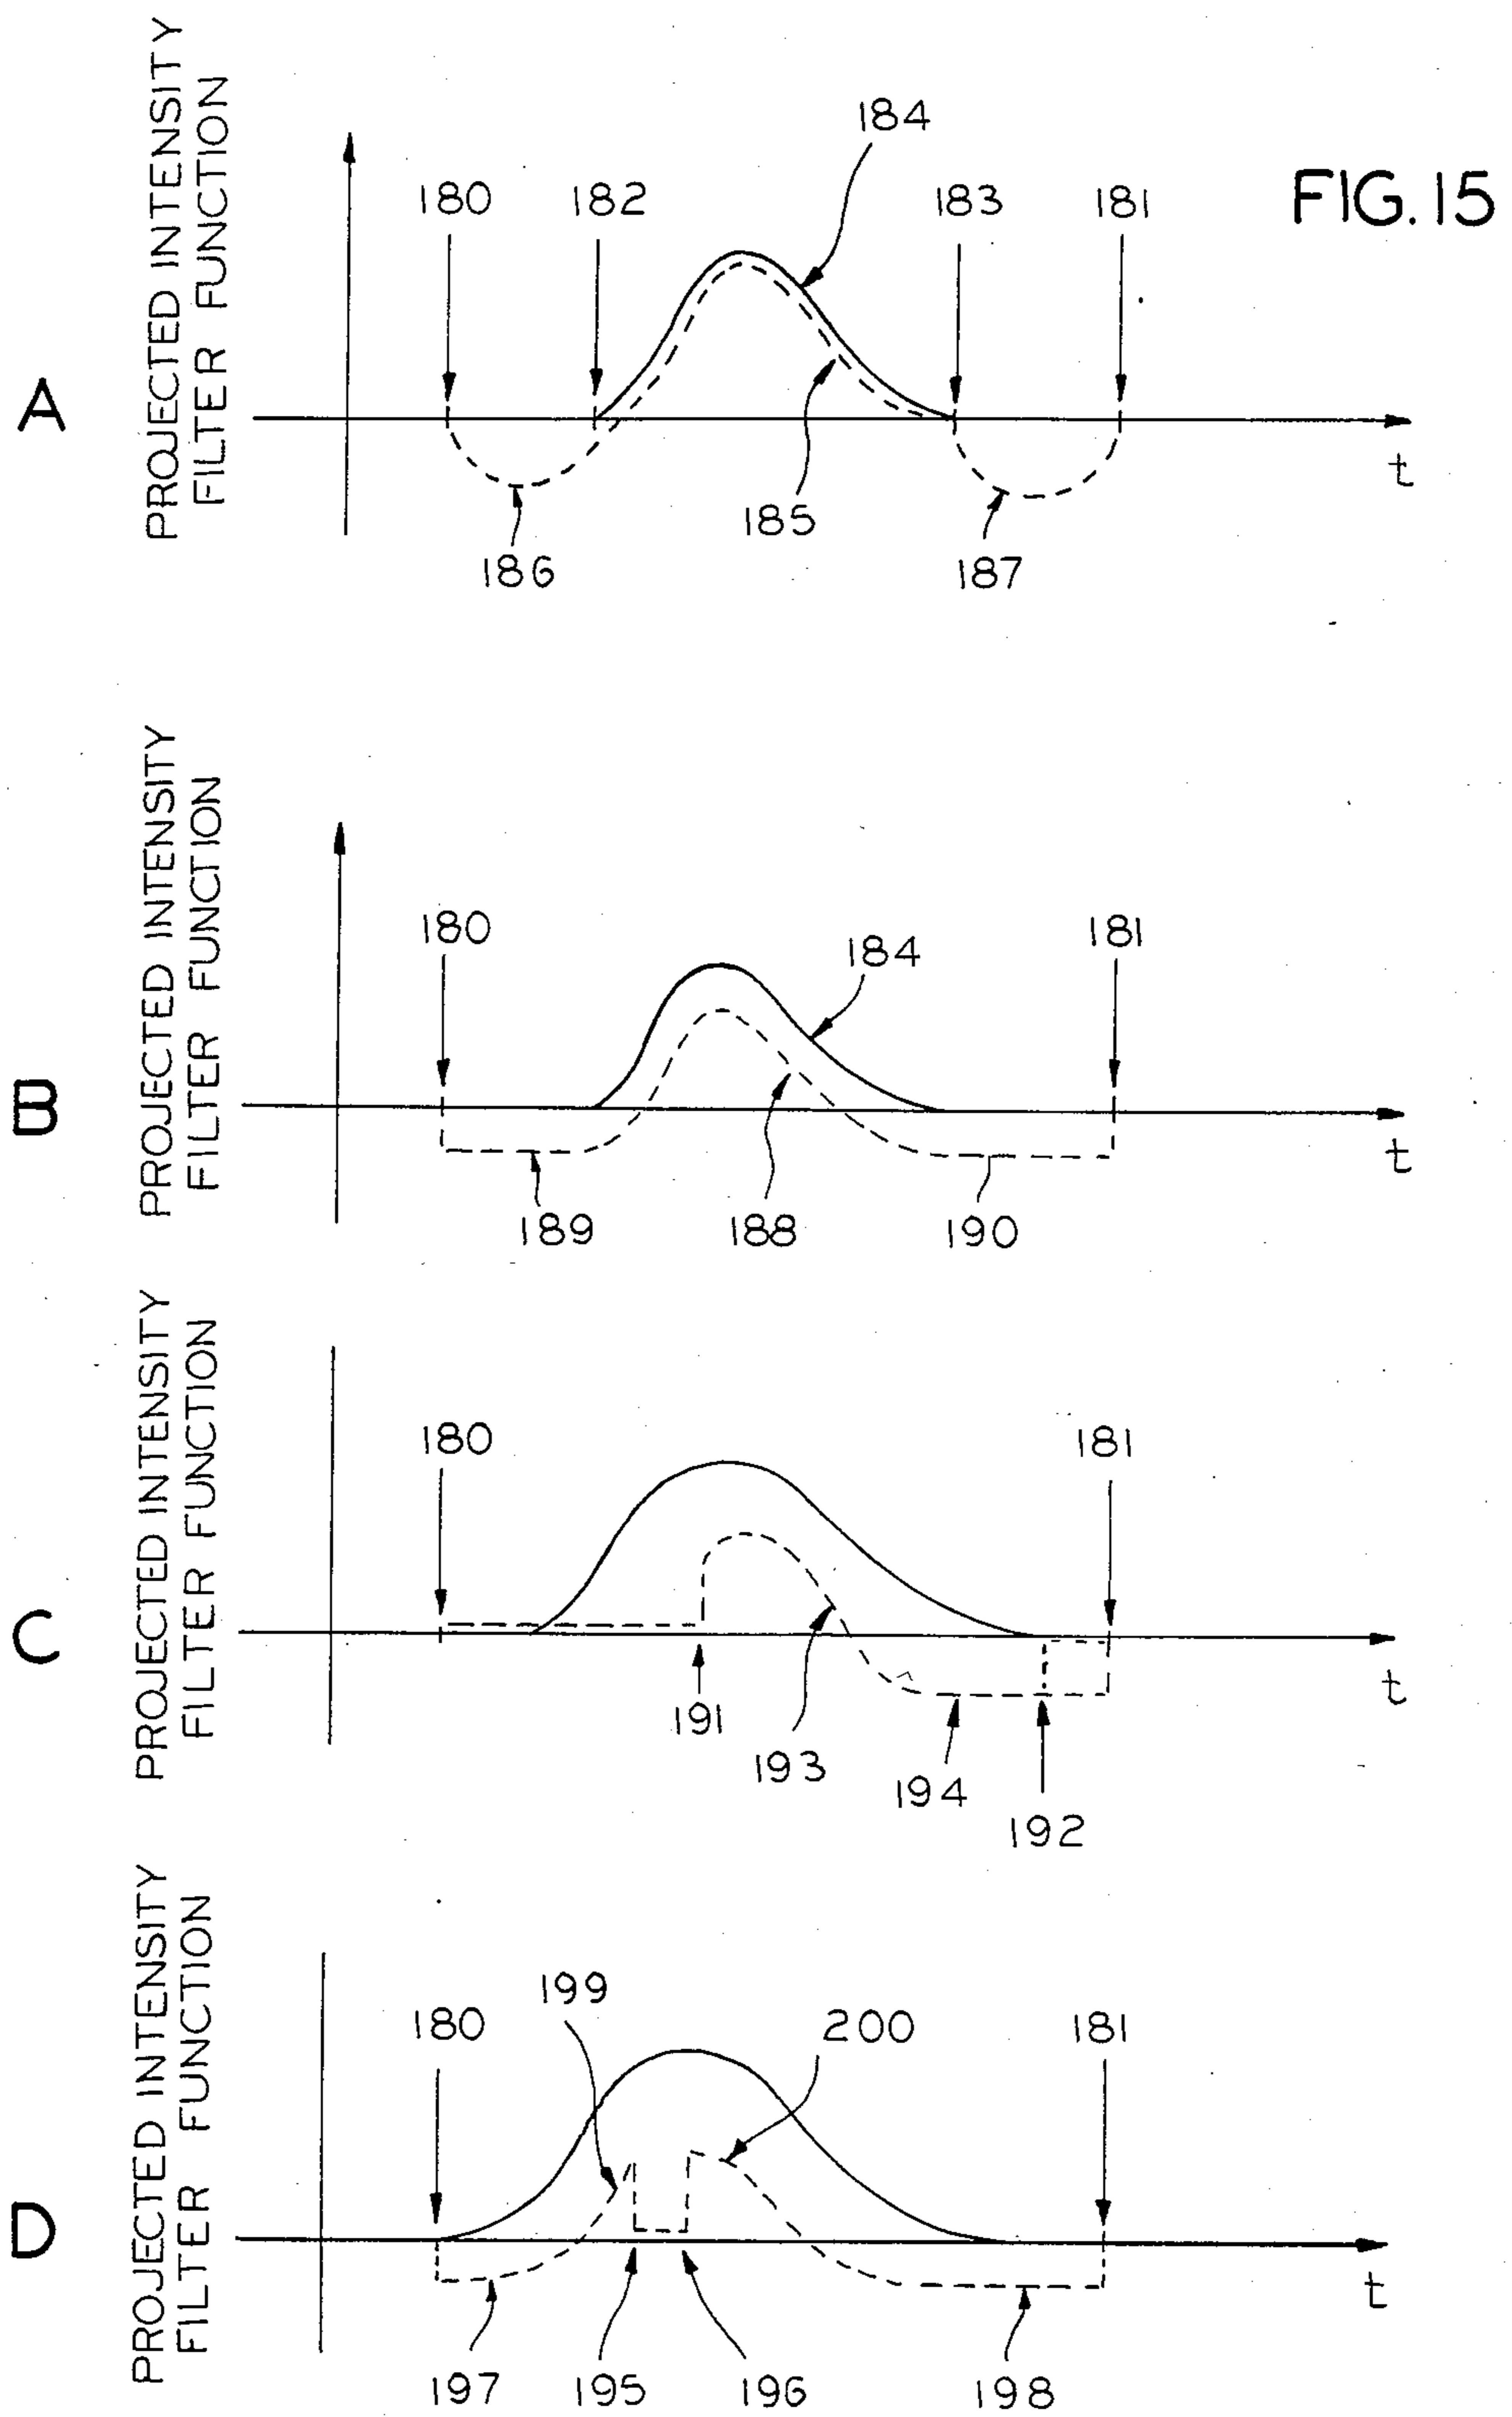 FIG. 15
A
PROJECTED INTENSITY
FILTER FUNCTION
180
182
184
183
181
185
186
187
t
B
PROJECTED INTENSITY
FILTER FUNCTION
180
184
181
189
188
190
t
C
PROJECTED INTENSITY
FILTER FUNCTION
180
181
191
193
194
192
t
D
PROJECTED INTENSITY
FILTER FUNCTION
180
199
200
181
197
195
196
198
t